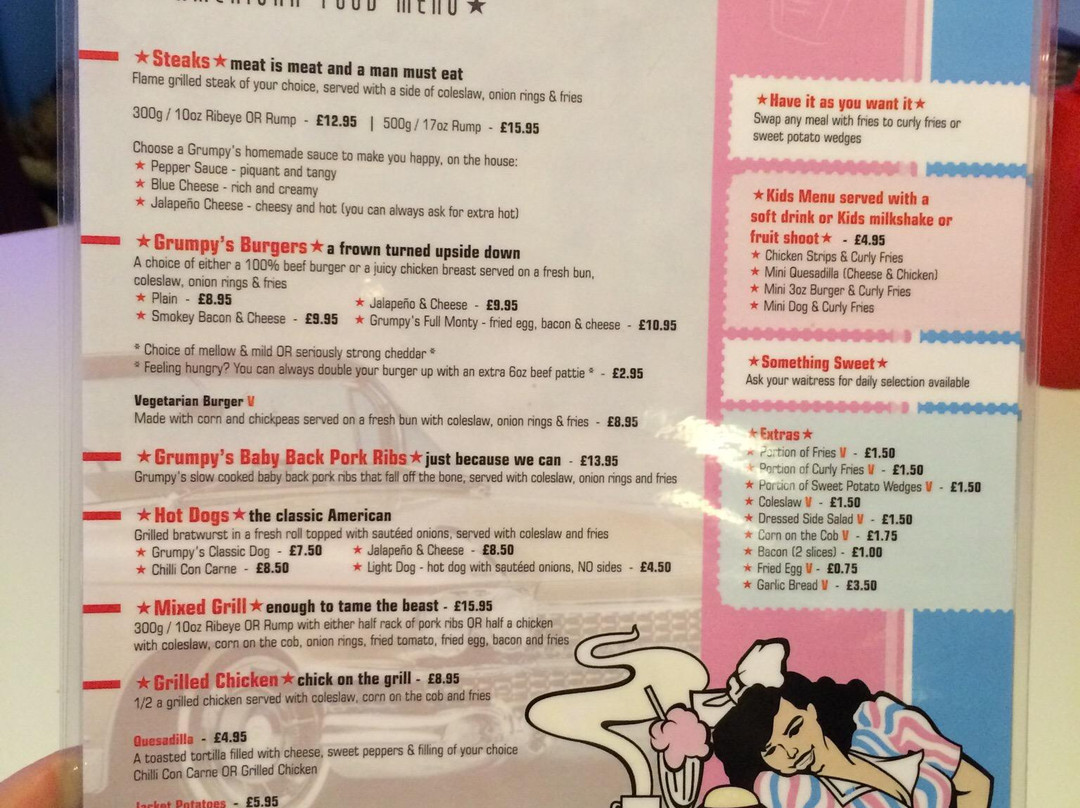 AMERICAN FOOD MENU ★
★ Steaks ★ meat is meat and a man must eat
Flame grilled steak of your choice, served with a side of coleslaw, onion rings & fries
300g / 10oz Ribeye OR Rump - £12.95 | 500g / 17oz Rump - £15.95
Choose a Grumpy's homemade sauce to make you happy, on the house:
★ Pepper Sauce - piquant and tangy
★ Blue Cheese - rich and creamy
★ Jalapeño Cheese - cheesy and hot (you can always ask for extra hot)
★ Grumpy's Burgers ★ a frown turned upside down
A choice of either a 100% beef burger or a juicy chicken breast served on a fresh bun,
coleslaw, onion rings & fries
★ Plain - £8.95
★ Jalapeño & Cheese - £9.95
★ Smokey Bacon & Cheese - £9.95
★ Grumpy's Full Monty - fried egg, bacon & cheese - £10.95
* Choice of mellow & mild OR seriously strong cheddar *
* Feeling hungry? You can always double your burger up with an extra 6oz beef pattie * - £2.95
Vegetarian Burger V
Made with corn and chickpeas served on a fresh bun with coleslaw, onion rings & fries - £8.95
★ Grumpy's Baby Back Pork Ribs ★ just because we can - £13.95
Grumpy's slow cooked baby back pork ribs that fall off the bone, served with coleslaw, onion rings and fries
★ Hot Dogs ★ the classic American
Grilled bratwurst in a fresh roll topped with sautéed onions, served with coleslaw and fries
★ Grumpy's Classic Dog - £7.50
★ Jalapeño & Cheese - £8.50
★ Chilli Con Carne - £8.50
★ Light Dog - hot dog with sautéed onions, NO sides - £4.50
★ Mixed Grill ★ enough to tame the beast - £15.95
300g / 10oz Ribeye OR Rump with either half rack of pork ribs OR half a chicken
with coleslaw, corn on the cob, onion rings, fried tomato, fried egg, bacon and fries
★ Grilled Chicken ★ chick on the grill - £8.95
1/2 a grilled chicken served with coleslaw, corn on the cob and fries
Quesadilla - £4.95
A toasted tortilla filled with cheese, sweet peppers & filling of your choice
Chilli Con Carne OR Grilled Chicken
Jacket Potatoes - £5.95
★ Have it as you want it ★
Swap any meal with fries to curly fries or
sweet potato wedges
★ Kids Menu served with a
soft drink or Kids milkshake or
fruit shoot ★ - £4.95
★ Chicken Strips & Curly Fries
★ Mini Quesadilla (Cheese & Chicken)
★ Mini 3oz Burger & Curly Fries
★ Mini Dog & Curly Fries
★ Something Sweet ★
Ask your waitress for daily selection available
★ Extras ★
★ Portion of Fries V - £1.50
★ Portion of Curly Fries V - £1.50
★ Portion of Sweet Potato Wedges V - £1.50
★ Coleslaw V - £1.50
★ Dressed Side Salad V - £1.50
★ Corn on the Cob V - £1.75
★ Bacon (2 slices) - £1.00
★ Fried Egg V - £0.75
★ Garlic Bread V - £3.50